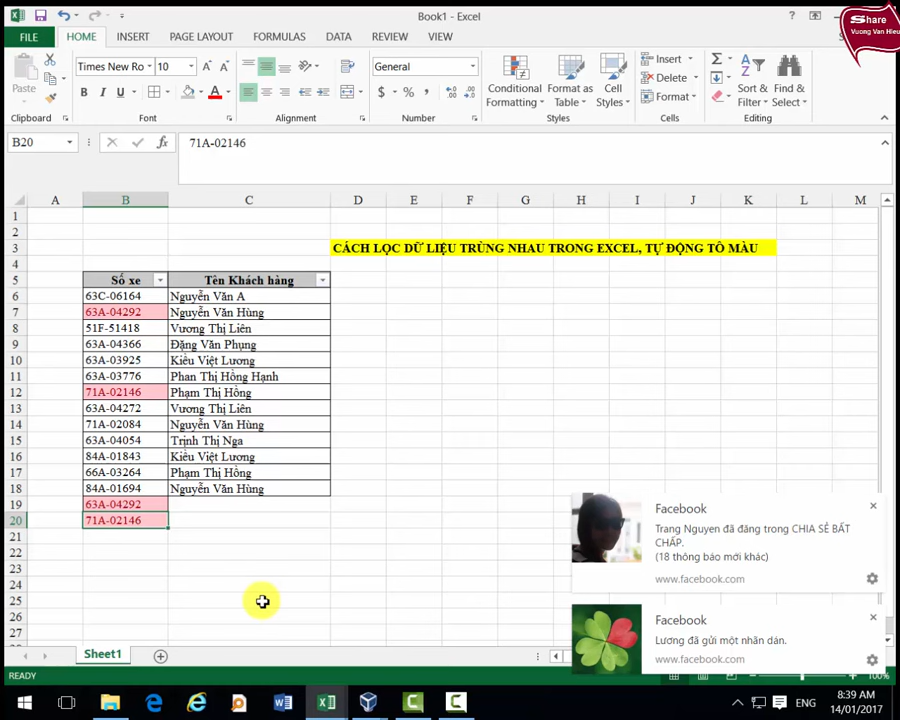 Book1 - Excel
Share
Vuong Van Hieu
FILE HOME INSERT PAGE LAYOUT FORMULAS DATA REVIEW VIEW
Paste
Times New Ro 10
B I U
General
$ % ,
Conditional Formatting
Format as Table
Cell Styles
Insert
Delete
Format
Sort & Filter
Find & Select
Clipboard Font Alignment Number Styles Cells Editing
B20 fx 71A-02146
A B C D E F G H I J K L M
1
2
3 CÁCH LỌC DỮ LIỆU TRÙNG NHAU TRONG EXCEL, TỰ ĐỘNG TÔ MÀU
4
5 Số xe Tên Khách hàng
6 63C-06164 Nguyễn Văn A
7 63A-04292 Nguyễn Văn Hùng
8 51F-51418 Vương Thị Liên
9 63A-04366 Đặng Văn Phụng
10 63A-03925 Kiều Việt Lương
11 63A-03776 Phan Thị Hồng Hạnh
12 71A-02146 Phạm Thị Hồng
13 63A-04272 Vương Thị Liên
14 71A-02084 Nguyễn Văn Hùng
15 63A-04054 Trịnh Thị Nga
16 84A-01843 Kiều Việt Lương
17 66A-03264 Phạm Thị Hồng
18 84A-01694 Nguyễn Văn Hùng
19 63A-04292
20 71A-02146
21
22
23
24
25
26
27
Facebook
Trang Nguyen đã đăng trong CHIA SẺ BẤT
CHẤP.
(18 thông báo mới khác)
www.facebook.com
Facebook
Lương đã gửi một nhãn dán.
www.facebook.com
Sheet1
READY 100%
ENG
8:39 AM
14/01/2017